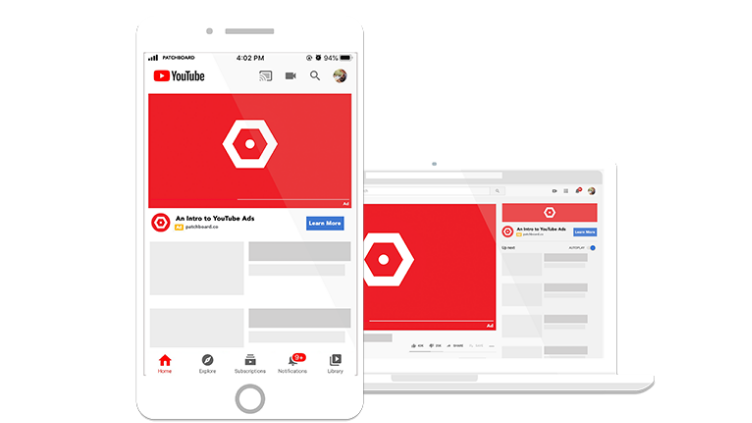 PATCHBOARD 4:02 PM 94%
YouTube
Ad
An Intro to YouTube Ads
Ad patchboard.co
Learn More
Home Explore Subscriptions 9+ Notifications Library
Ad
SHARE
An Intro to YouTube Ads
Ad patchboard.co
Learn More
Up next AUTOPLAY